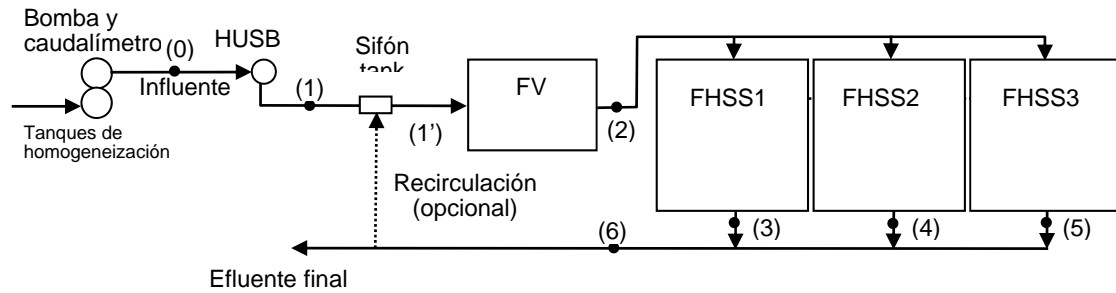 Bomba y
caudalímetro
(0)
HUSB
Influente
Tanques de
homogeneización
(1)
Sifón
tank
(1')
FV
(2)
FHSS1
FHSS2
FHSS3
Recirculación
(opcional)
(3)
(4)
(5)
(6)
Efluente final